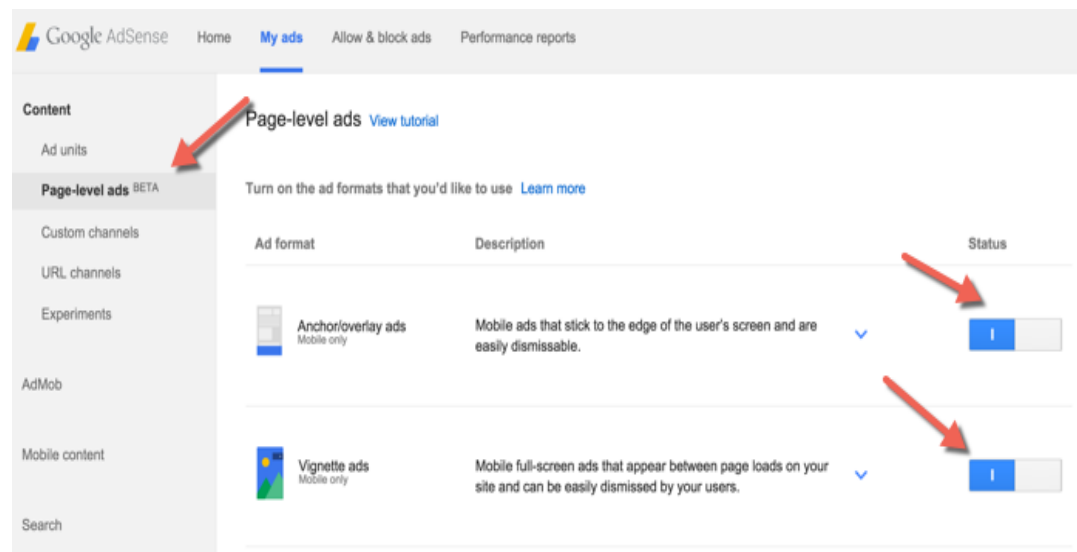 Google AdSense Home My ads Allow & block ads Performance reports
Content
Ad units
Page-level ads BETA
Custom channels
URL channels
Experiments
AdMob
Mobile content
Search
Page-level ads View tutorial
Turn on the ad formats that you'd like to use Learn more
Ad format Description Status
Anchor/overlay ads
Mobile only
Mobile ads that stick to the edge of the user's screen and are
easily dismissable.
Vignette ads
Mobile only
Mobile full-screen ads that appear between page loads on your
site and can be easily dismissed by your users.